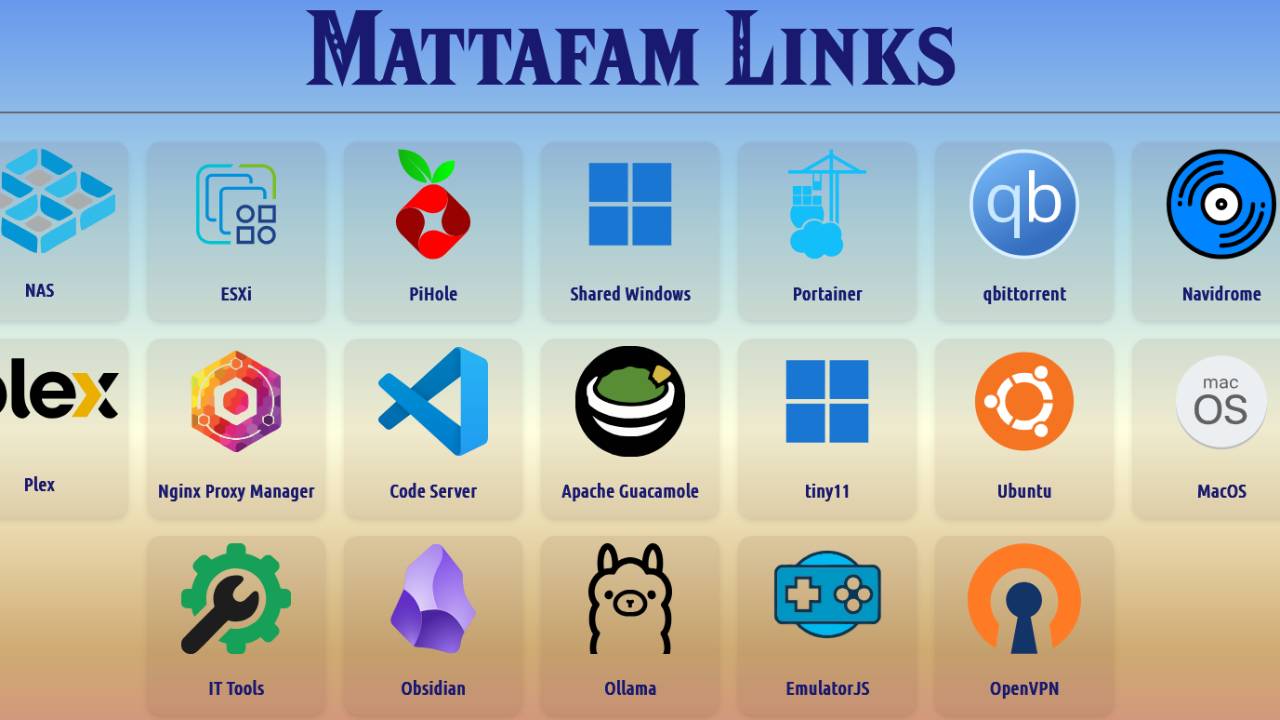 Mattafam Links
NAS
ESXi
PiHole
Shared Windows
Portainer
qb
qbittorrent
Navidrome
plex
Plex
Nginx Proxy Manager
Code Server
Apache Guacamole
tiny11
Ubuntu
mac
OS
MacOS
IT Tools
Obsidian
Ollama
EmulatorJS
OpenVPN